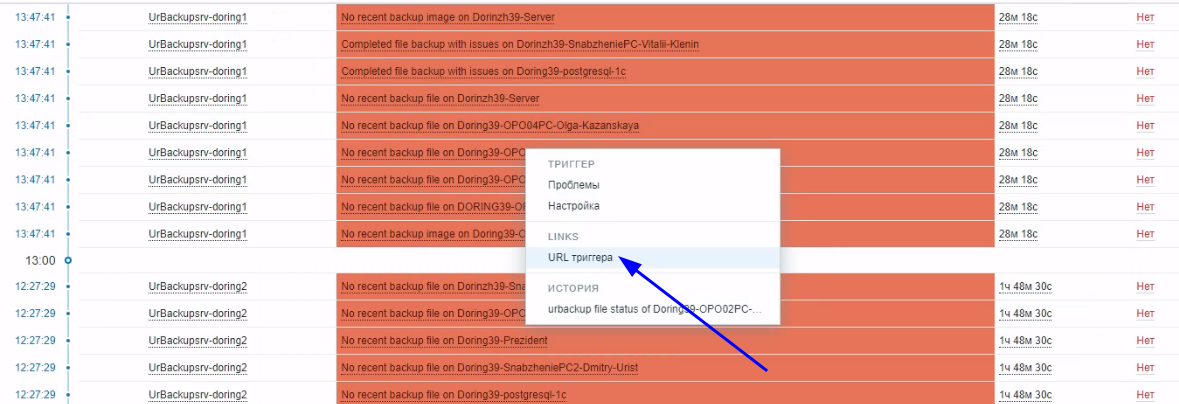 13:47:41 UrBackupsrv-doring1 No recent backup image on Dorinzh39-Server 28м 18с Нет
13:47:41 UrBackupsrv-doring1 Completed file backup with issues on Dorinzh39-SnabzheniePC-Vitalii-Klenin 28м 18с Нет
13:47:41 UrBackupsrv-doring1 Completed file backup with issues on Doring39-postgresql-1c 28м 18с Нет
13:47:41 UrBackupsrv-doring1 No recent backup file on Dorinzh39-Server 28м 18с Нет
13:47:41 UrBackupsrv-doring1 No recent backup file on Doring39-OPO04PC-Olga-Kazanskaya 28м 18с Нет
13:47:41 UrBackupsrv-doring1 No recent backup file on Doring39-OPO 28м 18с Нет
ТРИГГЕР
13:47:41 UrBackupsrv-doring1 No recent backup file on Doring39-OPO 28м 18с Нет
Проблемы
13:47:41 UrBackupsrv-doring1 No recent backup file on DORING39-O 28м 18с Нет
Настройка
13:47:41 UrBackupsrv-doring1 No recent backup image on Doring39-O 28м 18с Нет
LINKS
13:00
URL триггера
12:27:29 UrBackupsrv-doring2 No recent backup file on Dorinzh39-Sna 1ч 48м 30с Нет
ИСТОРИЯ
12:27:29 UrBackupsrv-doring2 No recent backup file on Doring39-OPO 1ч 48м 30с Нет
urbackup file status of Doring39-OPO02PC-...
12:27:29 UrBackupsrv-doring2 No recent backup file on Doring39-Prezident 1ч 48м 30с Нет
12:27:29 UrBackupsrv-doring2 No recent backup file on Doring39-SnabzheniePC2-Dmitry-Urist 1ч 48м 30с Нет
12:27:29 UrBackupsrv-doring2 No recent backup file on Doring39-postgresql-1c 1ч 48м 30с Нет